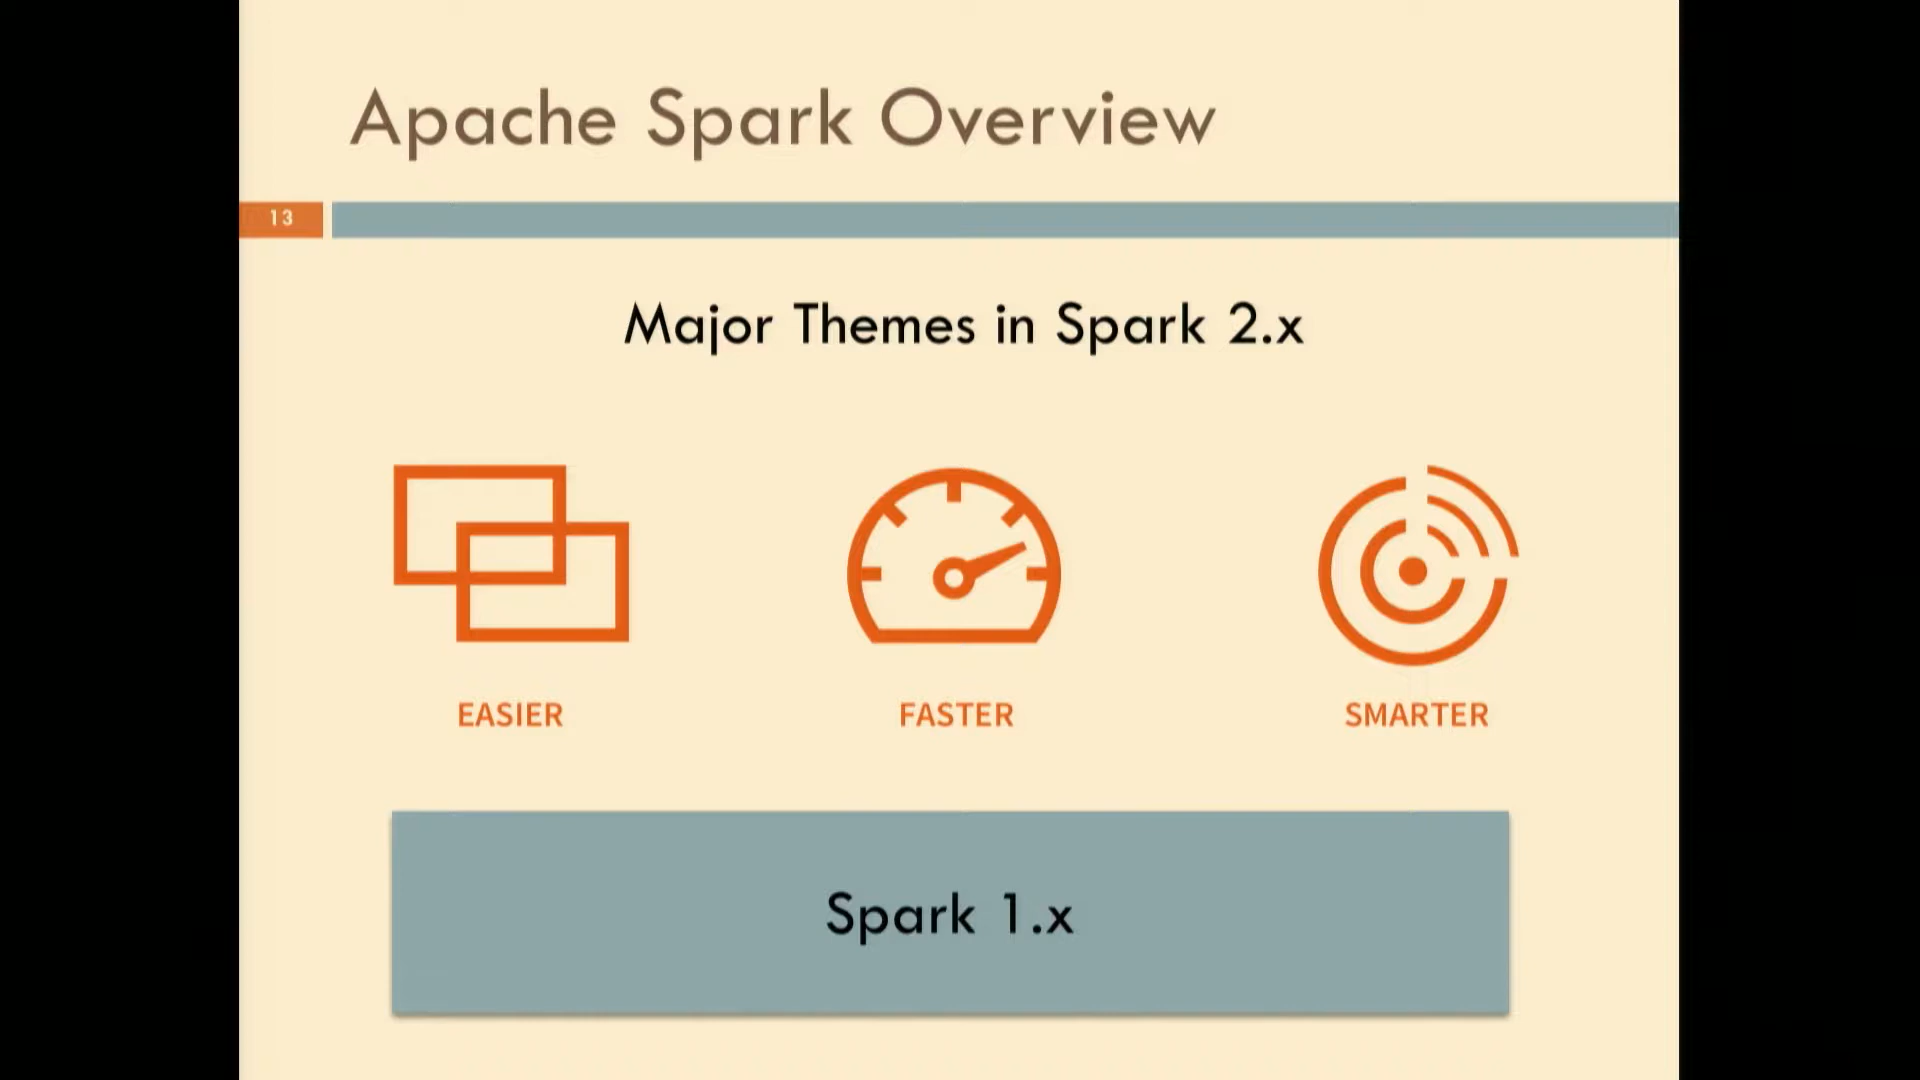 Apache Spark Overview
13
Major Themes in Spark 2.x
EASIER
FASTER
SMARTER
Spark 1.x